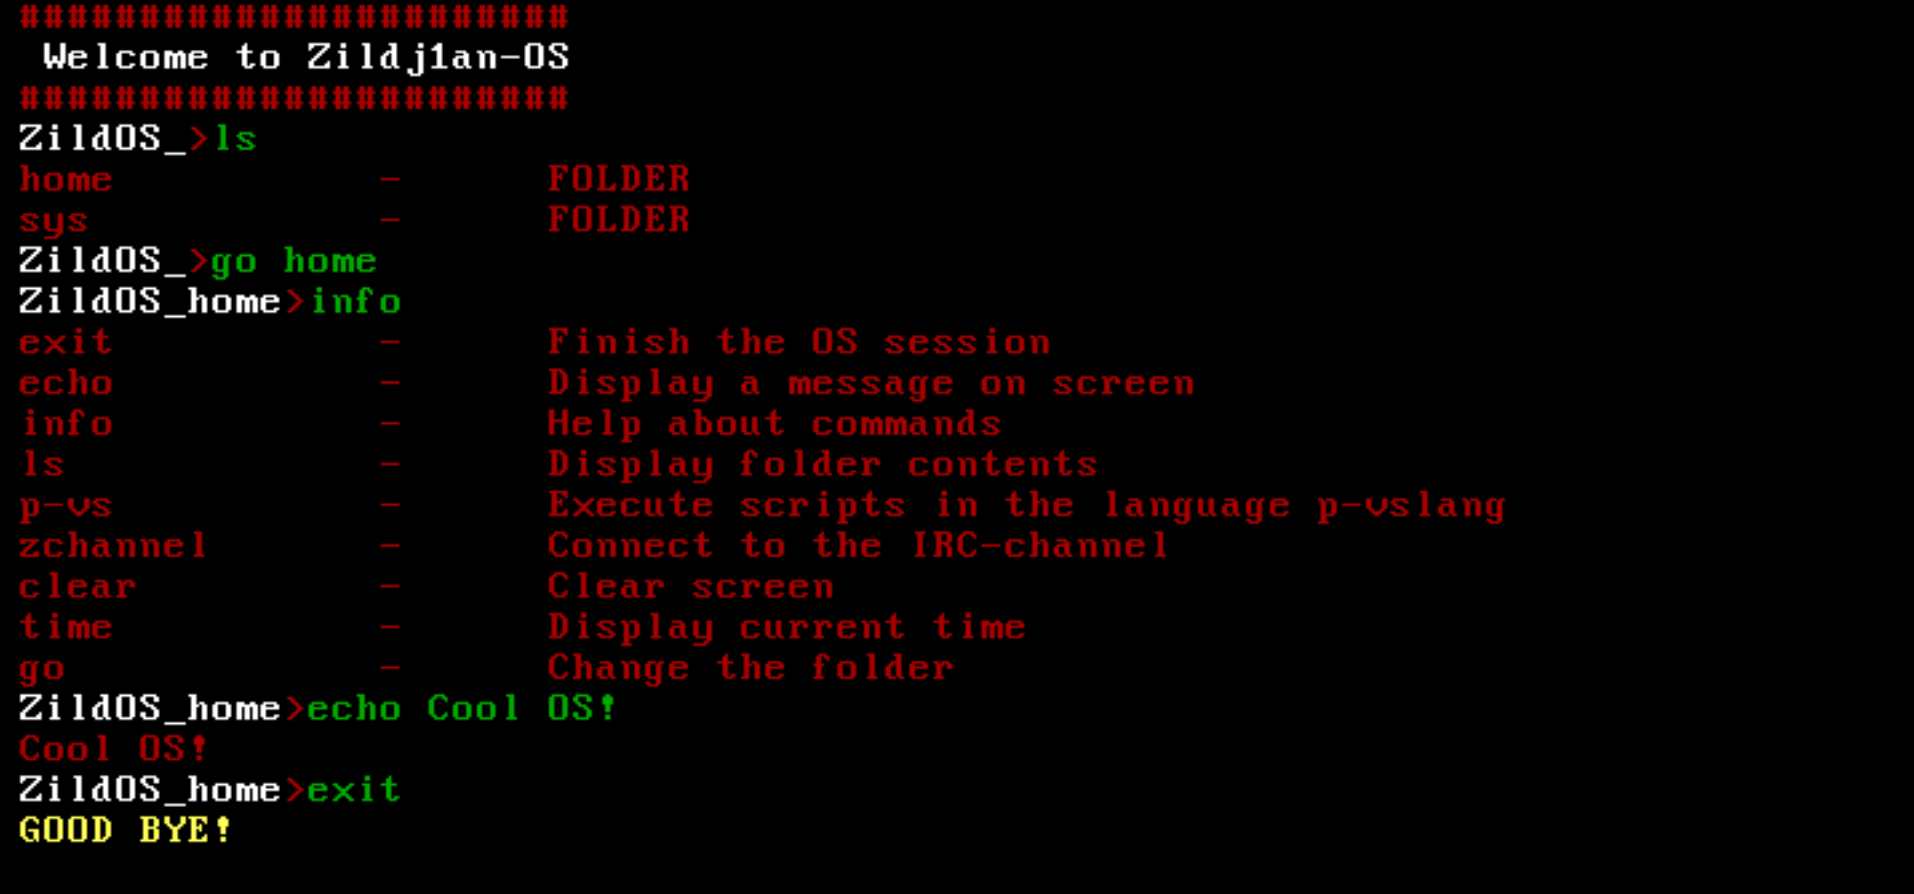 #######################
Welcome to Zildj1an-OS
#######################
ZildOS_>ls
home - FOLDER
sys - FOLDER
ZildOS_>go home
ZildOS_home>info
exit - Finish the OS session
echo - Display a message on screen
info - Help about commands
ls - Display folder contents
p-vs - Execute scripts in the language p-vslang
zchannel - Connect to the IRC-channel
clear - Clear screen
time - Display current time
go - Change the folder
ZildOS_home>echo Cool OS!
Cool OS!
ZildOS_home>exit
GOOD BYE!